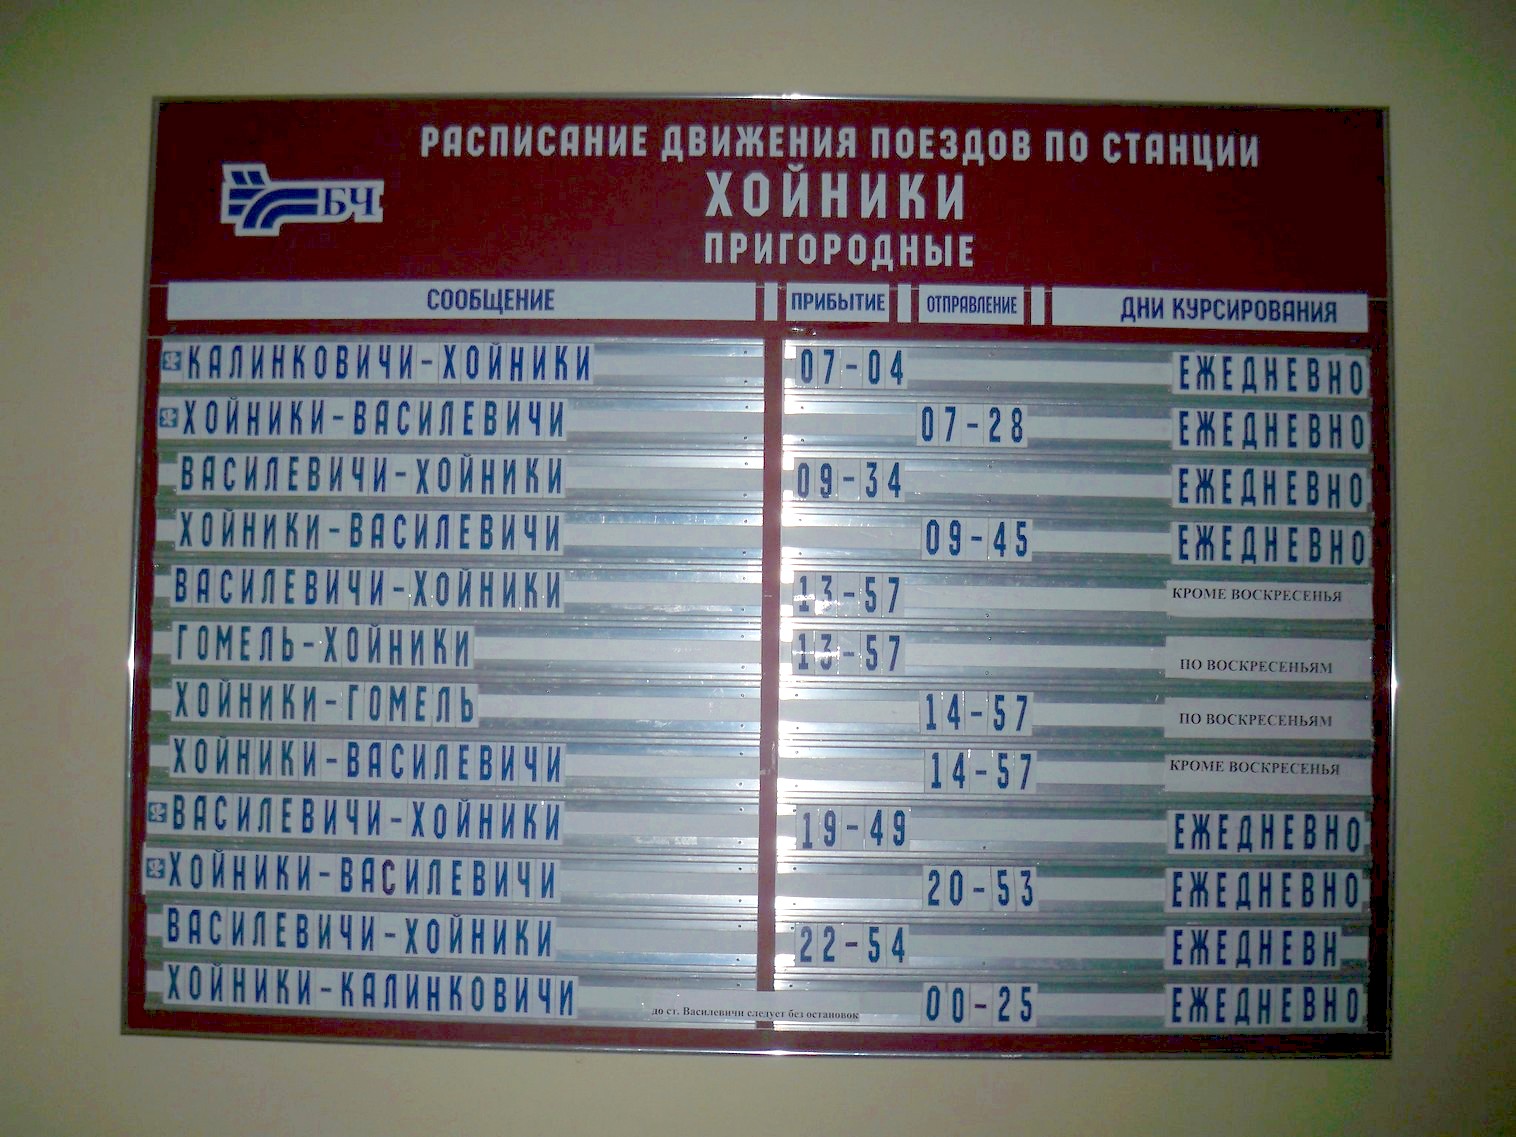 РАСПИСАНИЕ ДВИЖЕНИЯ ПОЕЗДОВ ПО СТАНЦИИ
БЧ ХОЙНИКИ
ПРИГОРОДНЫЕ
СООБЩЕНИЕ ПРИБЫТИЕ ОТПРАВЛЕНИЕ ДНИ КУРСИРОВАНИЯ
КАЛИНКОВИЧИ-ХОЙНИКИ 07-04 ЕЖЕДНЕВНО
ХОЙНИКИ-ВАСИЛЕВИЧИ 07-28 ЕЖЕДНЕВНО
ВАСИЛЕВИЧИ-ХОЙНИКИ 09-34 ЕЖЕДНЕВНО
ХОЙНИКИ-ВАСИЛЕВИЧИ 09-45 ЕЖЕДНЕВНО
ВАСИЛЕВИЧИ-ХОЙНИКИ 13-57 КРОМЕ ВОСКРЕСЕНЬЯ
ГОМЕЛЬ-ХОЙНИКИ 13-57 ПО ВОСКРЕСЕНЬЯМ
ХОЙНИКИ-ГОМЕЛЬ 14-57 ПО ВОСКРЕСЕНЬЯМ
ХОЙНИКИ-ВАСИЛЕВИЧИ 14-57 КРОМЕ ВОСКРЕСЕНЬЯ
ВАСИЛЕВИЧИ-ХОЙНИКИ 19-49 ЕЖЕДНЕВНО
ХОЙНИКИ-ВАСИЛЕВИЧИ 20-53 ЕЖЕДНЕВНО
ВАСИЛЕВИЧИ-ХОЙНИКИ 22-54 ЕЖЕДНЕВН
ХОЙНИКИ-КАЛИНКОВИЧИ до ст. Василевичи следует без остановок 00-25 ЕЖЕДНЕВНО